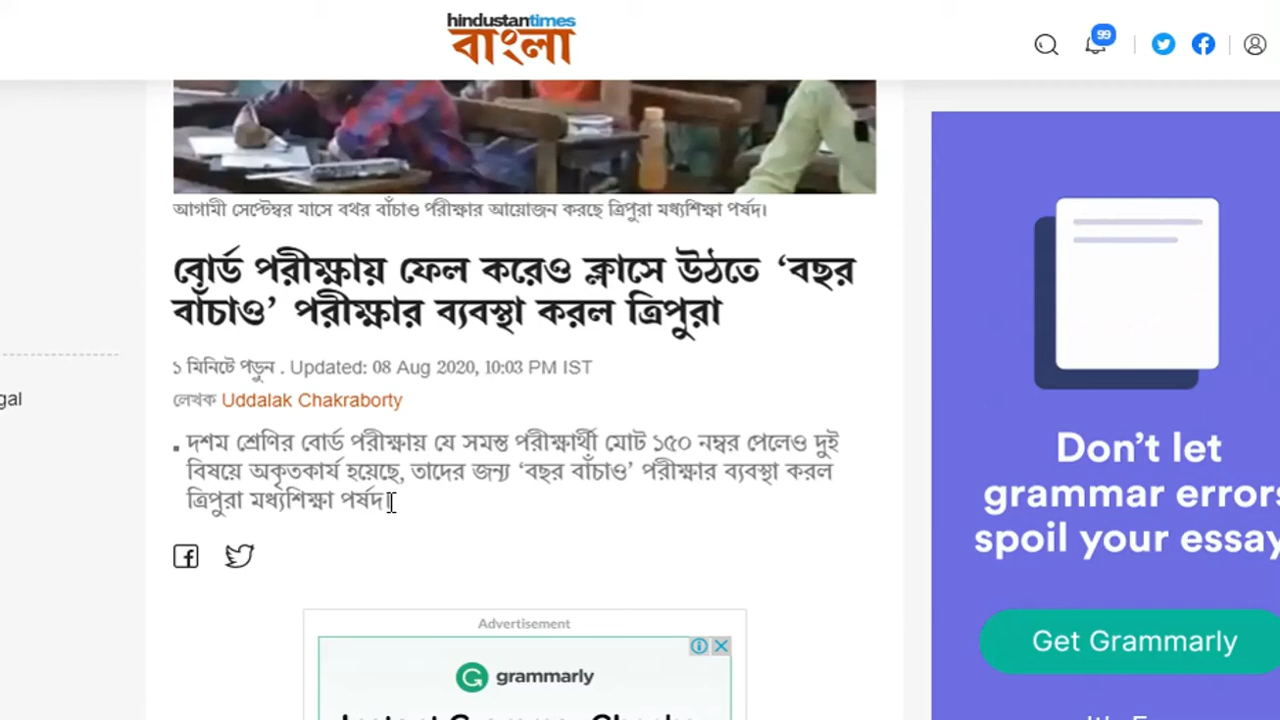 hindustantimes
বাংলা
99
আগামী সেপ্টেম্বর মাসে বথর বাঁচাও পরীক্ষার আয়োজন করছে ত্রিপুরা মধ্যশিক্ষা পর্ষদ।
বোর্ড পরীক্ষায় ফেল করেও ক্লাসে উঠতে ‘বছর
বাঁচাও’ পরীক্ষার ব্যবস্থা করল ত্রিপুরা
১ মিনিটে পড়ুন . Updated: 08 Aug 2020, 10:03 PM IST
লেখক Uddalak Chakraborty
gal
দশম শ্রেণির বোর্ড পরীক্ষায় যে সমস্ত পরীক্ষার্থী মোট ১৫০ নম্বর পেলেও দুই
বিষয়ে অকৃতকার্য হয়েছে, তাদের জন্য ‘বছর বাঁচাও’ পরীক্ষার ব্যবস্থা করল
ত্রিপুরা মধ্যশিক্ষা পর্ষদ।
Advertisement
grammarly
Don’t let
grammar errors
spoil your essay
Get Grammarly